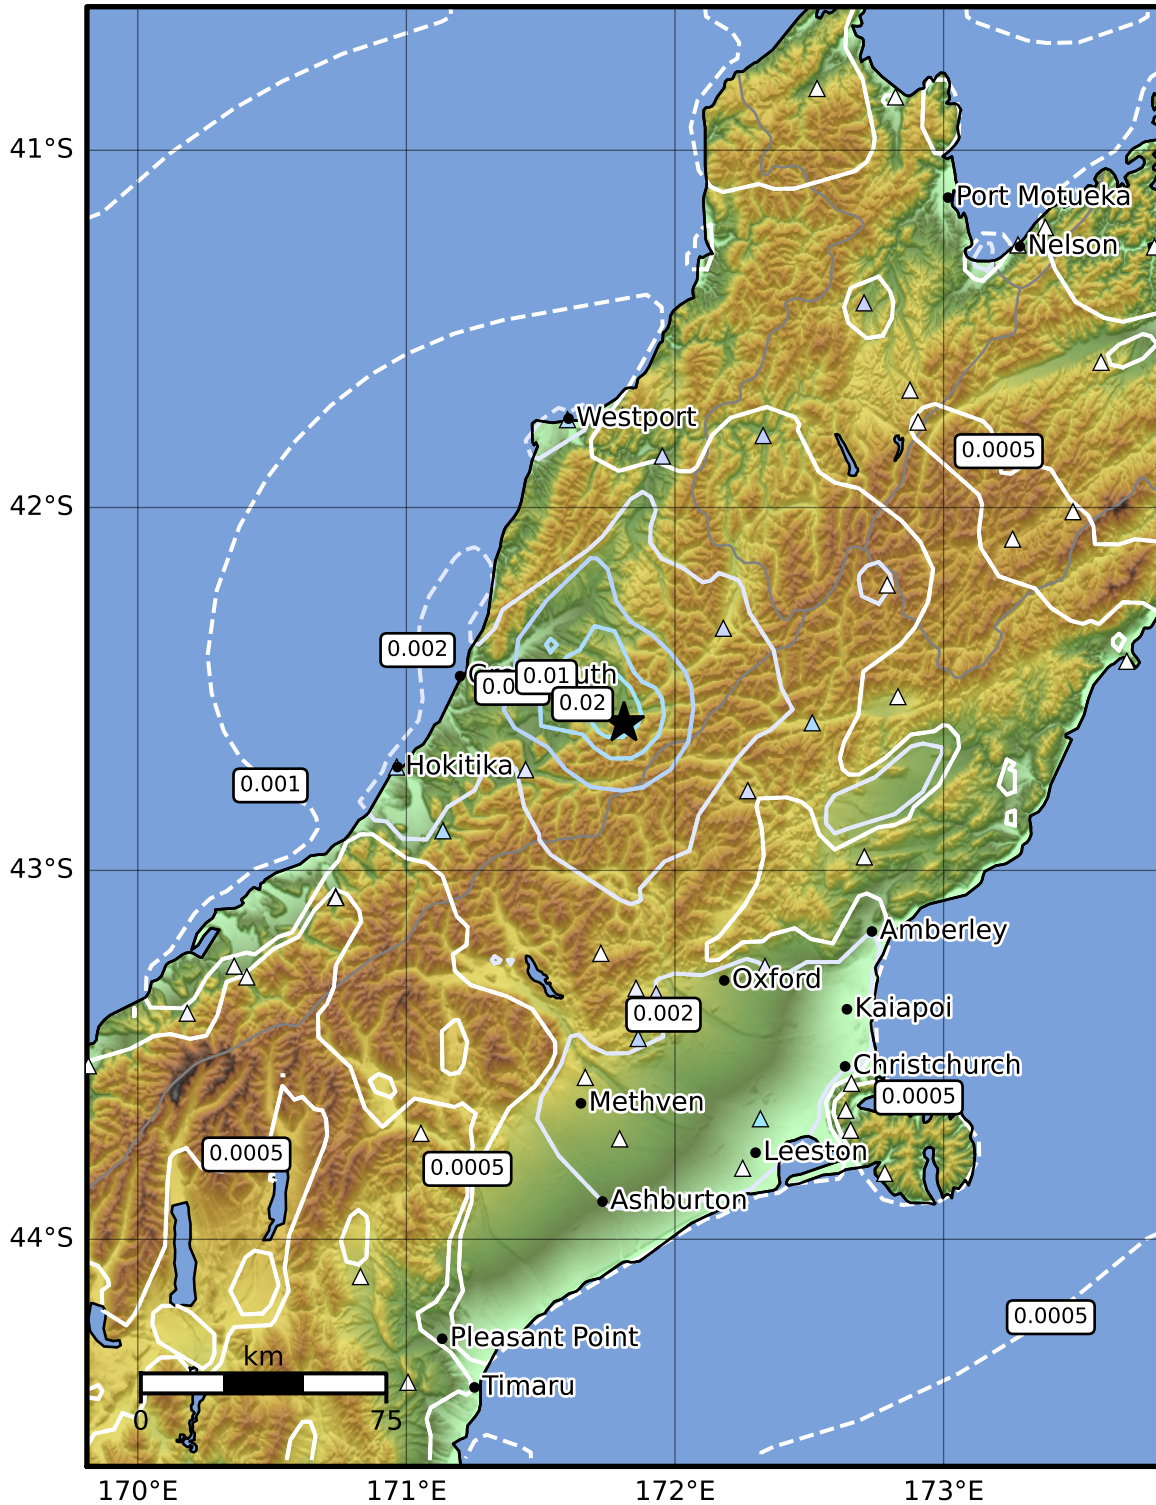 41°S
Port Motueka
Nelson
Westport
0.0005
42°S
0.002
0.01
0.02
0.001
Hokitika
43°S
Amberley
Oxford
0.002
Kaiapoi
Christchurch
0.0005
Methven
0.0005
0.0005
Leeston
Ashburton
44°S
0.0005
Pleasant Point
km
Timaru
0
75
170°E
171°E
172°E
173°E